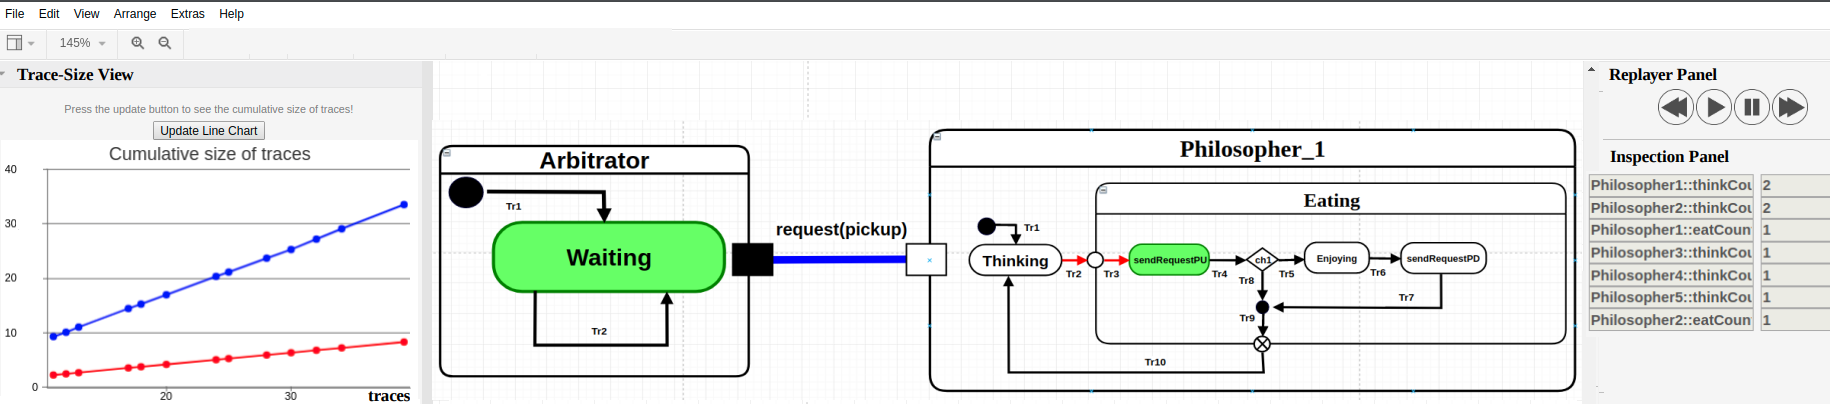 File Edit View Arrange Extras Help
145%
Trace-Size View
Press the update button to see the cumulative size of traces!
Update Line Chart
Cumulative size of traces
40
30
20
10
0
20 30 traces
Arbitrator
Tr1
Waiting
Tr2
request(pickup)
Philosopher_1
Eating
Tr1
Thinking
Tr2
Tr3
sendRequestPU
Tr4
ch1
Tr5
Enjoying
Tr6
sendRequestPD
Tr8
Tr7
Tr9
Tr10
Replayer Panel
Inspection Panel
Philosopher1::thinkCou 2
Philosopher2::thinkCou 2
Philosopher1::eatCoun 1
Philosopher3::thinkCou 1
Philosopher4::thinkCou 1
Philosopher5::thinkCou 1
Philosopher2::eatCoun 1